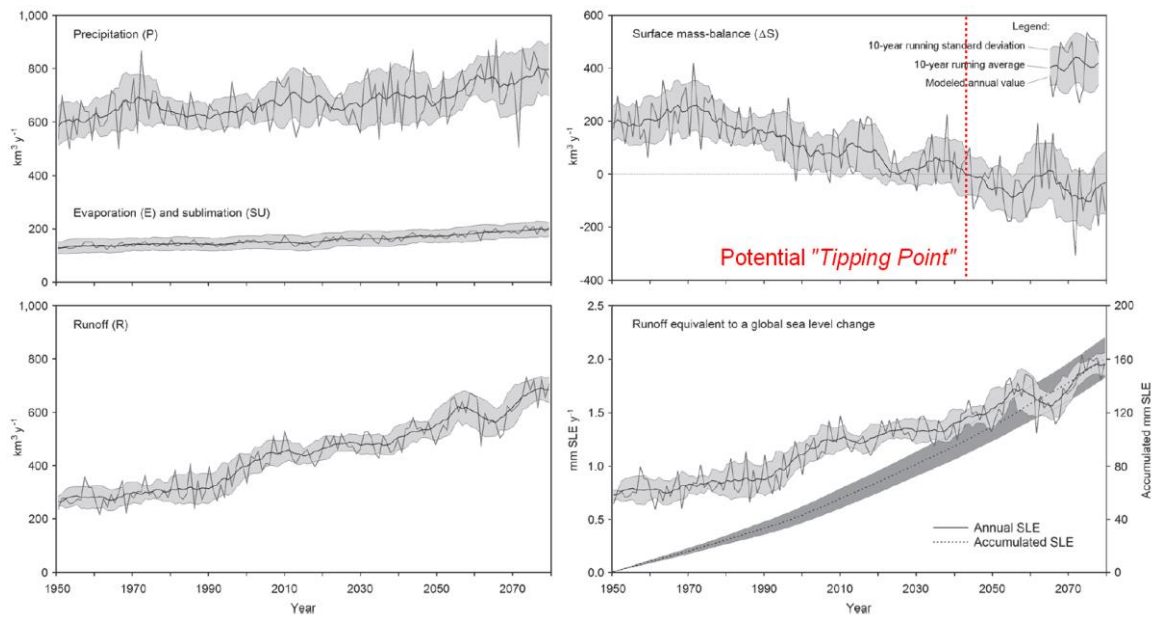 Precipitation (P)
1,000
800
600
400
200
0
km³ y⁻¹
Evaporation (E) and sublimation (SU)
Surface mass-balance (ΔS)
Legend:
10-year running standard deviation
10-year running average
Modeled annual value
600
400
200
0
-200
-400
km³ y⁻¹
Potential "Tipping Point"
Runoff (R)
1,000
800
600
400
200
0
km³ y⁻¹
1950
1970
1990
2010
2030
2050
2070
Year
Runoff equivalent to a global sea level change
2.5
2.0
1.5
1.0
0.5
0.0
mm SLE y⁻¹
200
160
120
80
40
0
Accumulated mm SLE
Annual SLE
Accumulated SLE
1950
1970
1990
2010
2030
2050
2070
Year